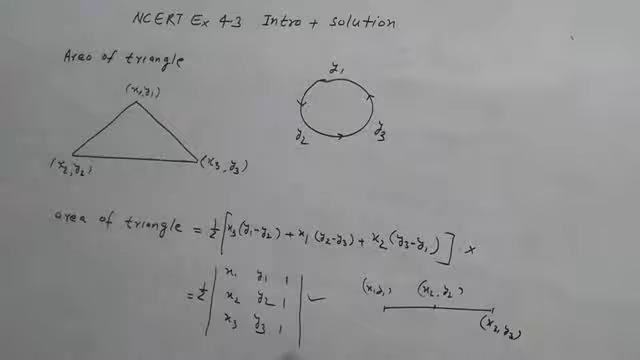 NCERT Ex 4.3 Intro + solution
Area of triangle
y₁
(x₁,y₁)
y₂
y₃
(x₂,y₂)
(x₃,y₃)
area of triangle = ½[x₃(y₁-y₂) + x₁(y₂-y₃) + x₂(y₃-y₁)] ×
= ½ | x₁ y₁ 1 |
| x₂ y₂ 1 | ✓
| x₃ y₃ 1 |
(x₁y₁) (x₂,y₂)
(x₃,y₃)